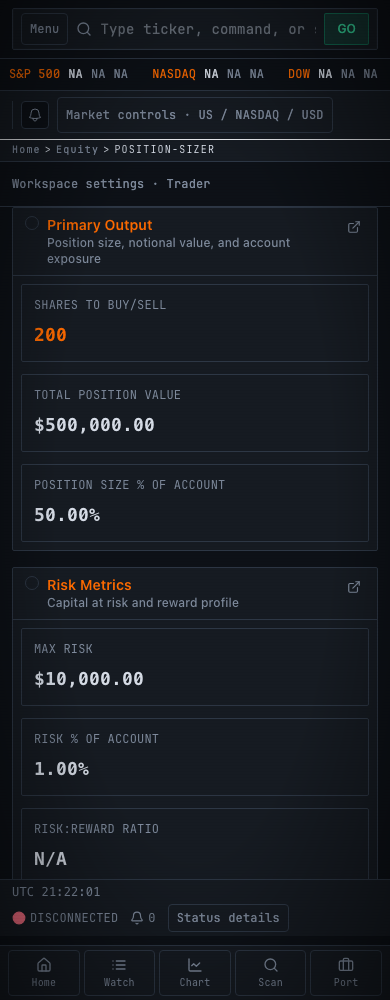 Menu
Type ticker, command, or
GO
S&P 500 NA NA NA NASDAQ NA NA NA DOW NA NA NA
Market controls · US / NASDAQ / USD
Home > Equity > POSITION-SIZER
Workspace settings · Trader
Primary Output
Position size, notional value, and account
exposure
SHARES TO BUY/SELL
200
TOTAL POSITION VALUE
$500,000.00
POSITION SIZE % OF ACCOUNT
50.00%
Risk Metrics
Capital at risk and reward profile
MAX RISK
$10,000.00
RISK % OF ACCOUNT
1.00%
RISK:REWARD RATIO
N/A
UTC 21:22:01
DISCONNECTED 0 Status details
Home Watch Chart Scan Port